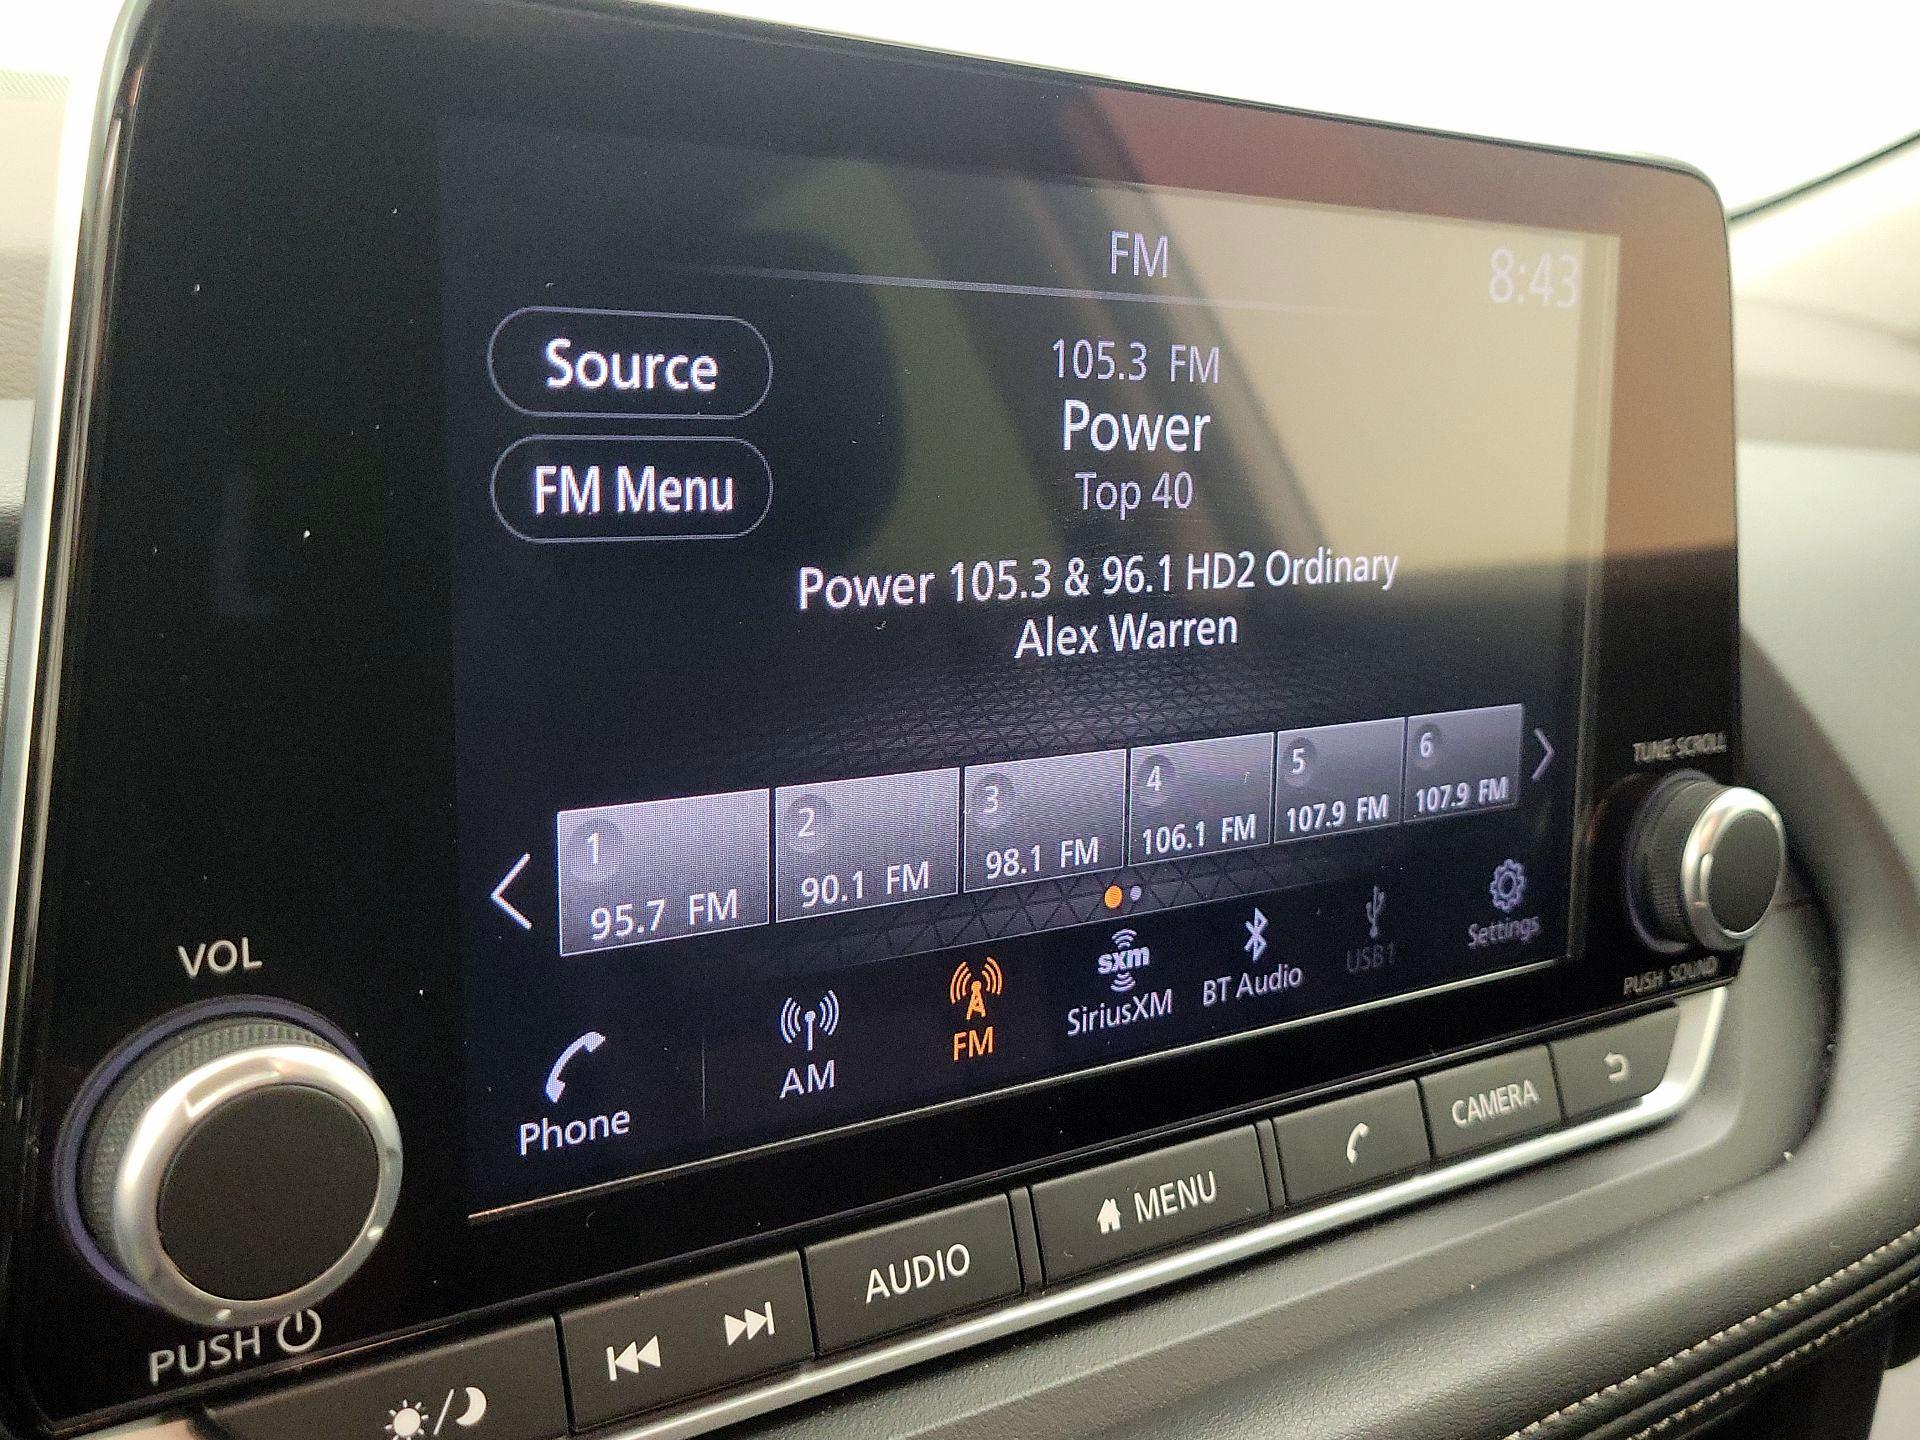 FM
8:43
Source
FM Menu
105.3 FM
Power
Top 40
Power 105.3 & 96.1 HD2 Ordinary
Alex Warren
1
95.7 FM
2
90.1 FM
3
98.1 FM
4
106.1 FM
5
107.9 FM
6
107.9 FM
Phone
AM
FM
sxm
SiriusXM
BT Audio
USB1
Settings
VOL
PUSH
TUNE·SCROLL
PUSH SOUND
AUDIO
MENU
CAMERA